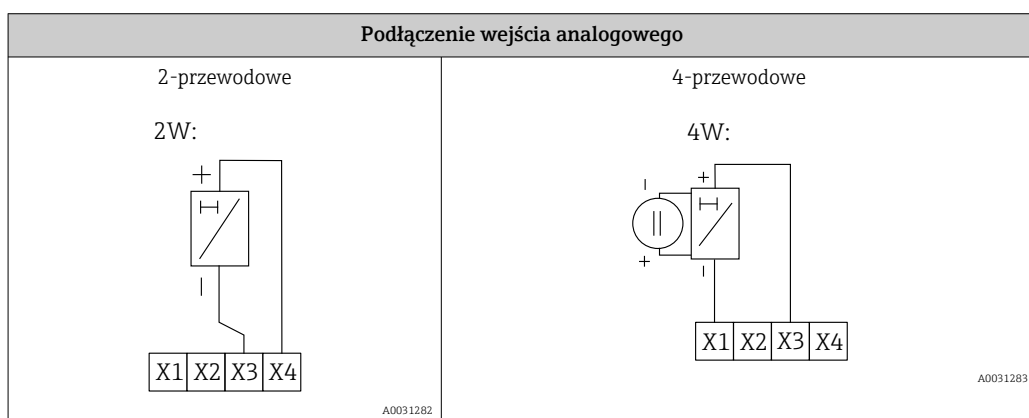 Podłączenie wejścia analogowego
2-przewodowe
2W:
+
−
X1 X2 X3 X4
A0031282
4-przewodowe
4W:
− +
+ −
X1 X2 X3 X4
A0031283